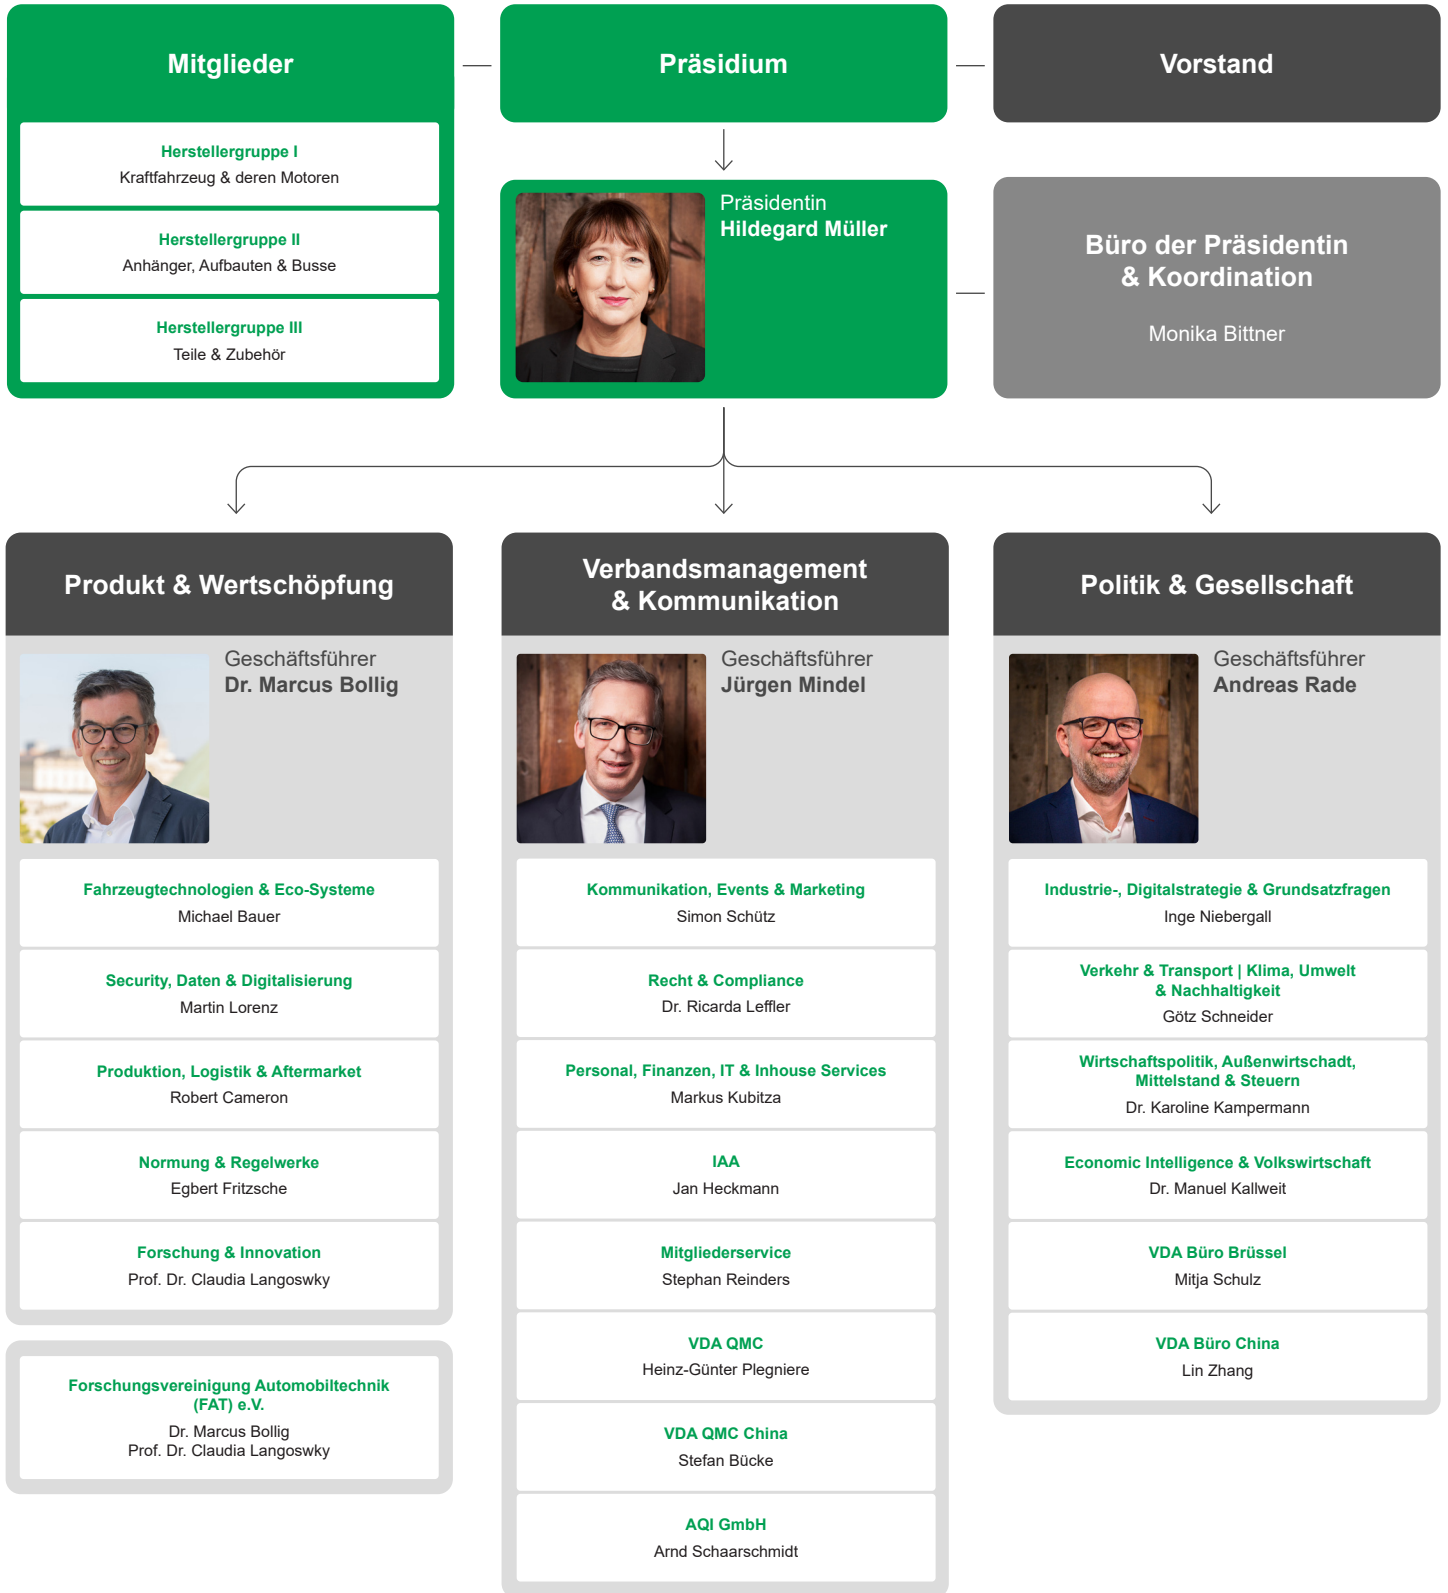 Mitglieder
Herstellergruppe I
Kraftfahrzeug & deren Motoren
Herstellergruppe II
Anhänger, Aufbauten & Busse
Herstellergruppe III
Teile & Zubehör
Präsidium
Vorstand
Präsidentin
Hildegard Müller
Büro der Präsidentin
& Koordination
Monika Bittner
Produkt & Wertschöpfung
Geschäftsführer
Dr. Marcus Bollig
Fahrzeugtechnologien & Eco-Systeme
Michael Bauer
Security, Daten & Digitalisierung
Martin Lorenz
Produktion, Logistik & Aftermarket
Robert Cameron
Normung & Regelwerke
Egbert Fritzsche
Forschung & Innovation
Prof. Dr. Claudia Langoswky
Forschungsvereinigung Automobiltechnik
(FAT) e.V.
Dr. Marcus Bollig
Prof. Dr. Claudia Langoswky
Verbandsmanagement
& Kommunikation
Geschäftsführer
Jürgen Mindel
Kommunikation, Events & Marketing
Simon Schütz
Recht & Compliance
Dr. Ricarda Leffler
Personal, Finanzen, IT & Inhouse Services
Markus Kubitza
IAA
Jan Heckmann
Mitgliederservice
Stephan Reinders
VDA QMC
Heinz-Günter Plegniere
VDA QMC China
Stefan Bücke
AQI GmbH
Arnd Schaarschmidt
Politik & Gesellschaft
Geschäftsführer
Andreas Rade
Industrie-, Digitalstrategie & Grundsatzfragen
Inge Niebergall
Verkehr & Transport | Klima, Umwelt
& Nachhaltigkeit
Götz Schneider
Wirtschaftspolitik, Außenwirtschadt,
Mittelstand & Steuern
Dr. Karoline Kampermann
Economic Intelligence & Volkswirtschaft
Dr. Manuel Kallweit
VDA Büro Brüssel
Mitja Schulz
VDA Büro China
Lin Zhang